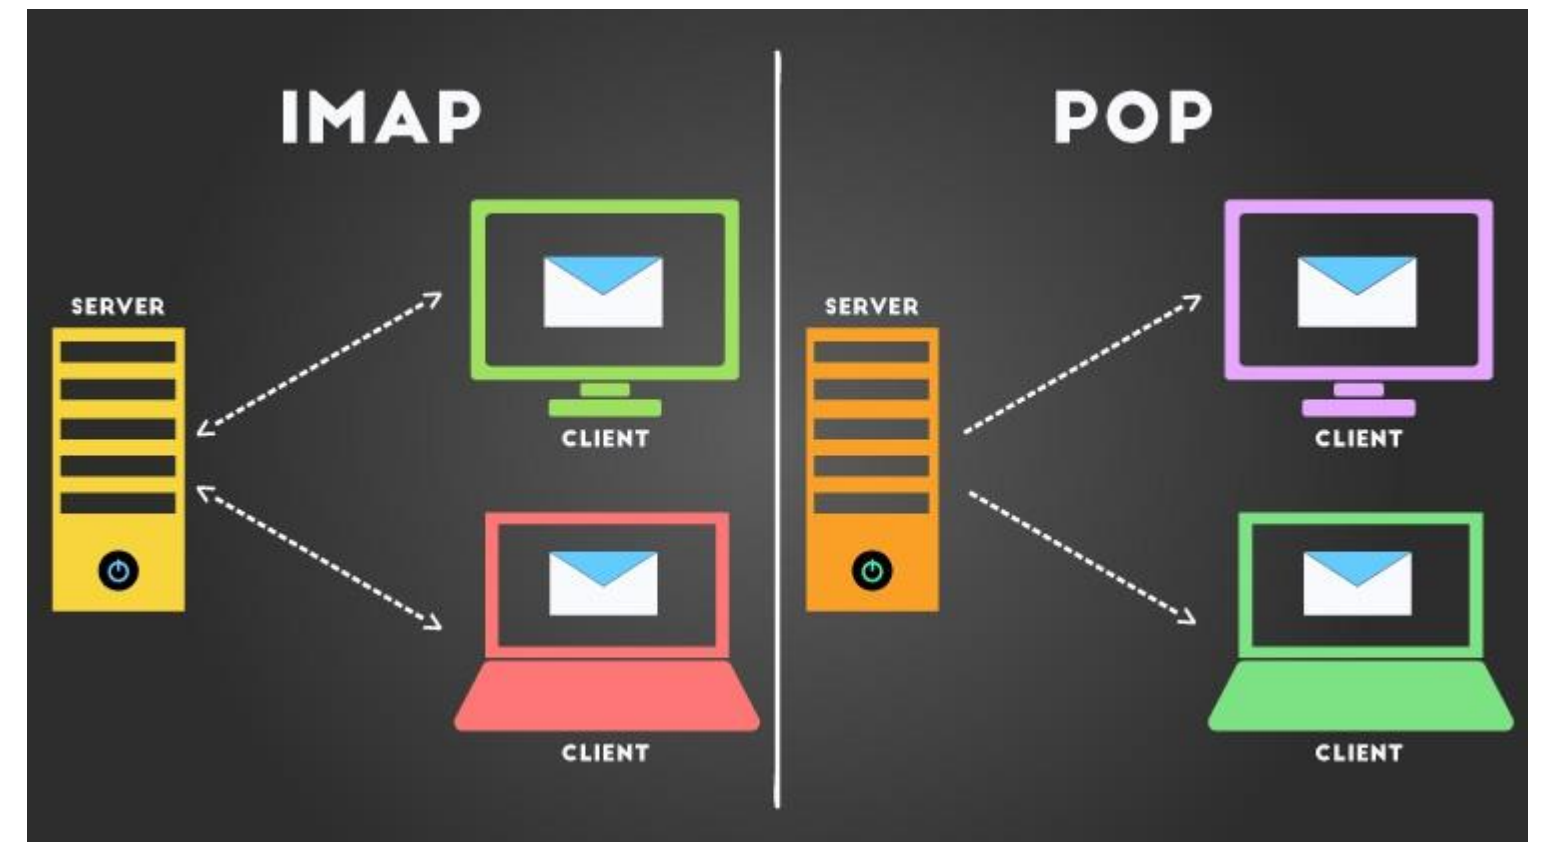 IMAP
SERVER
CLIENT
CLIENT
POP
SERVER
CLIENT
CLIENT